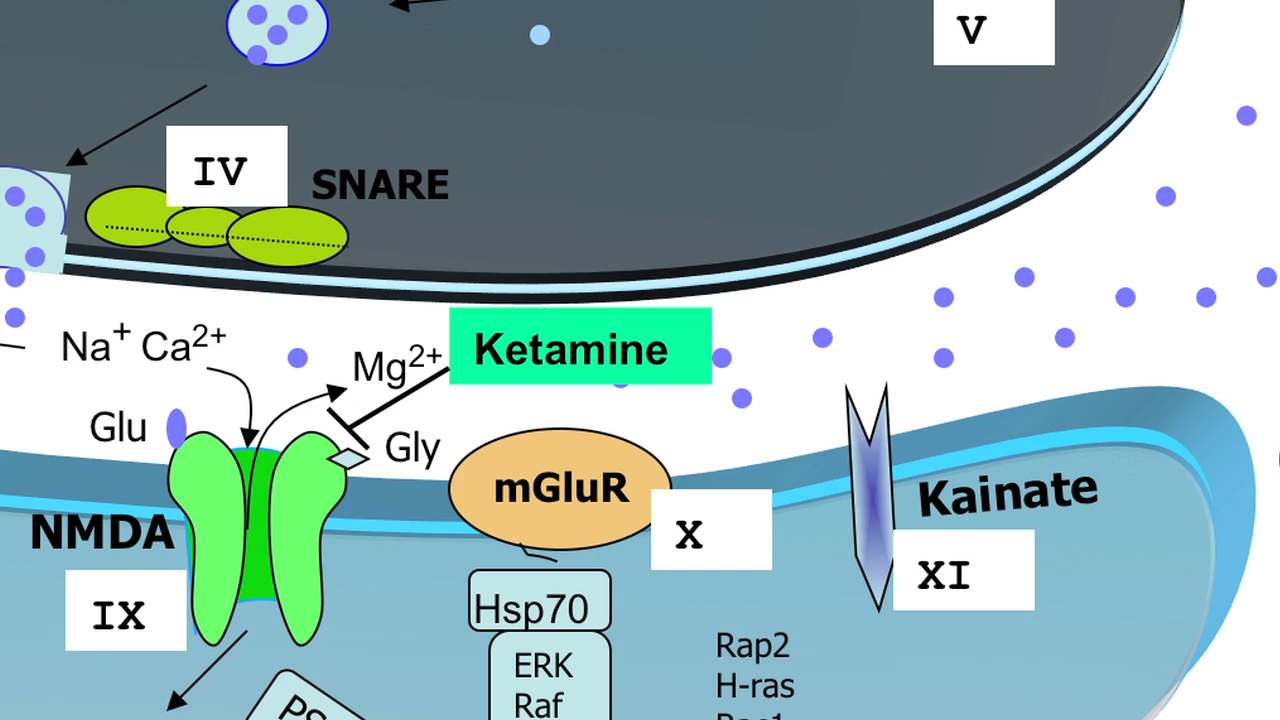 V
IV
SNARE
Na+ Ca2+
Mg2+
Ketamine
Glu
Gly
mGluR
NMDA
Kainate
X
XI
IX
Hsp70
ERK
Raf
Rap2
H-ras